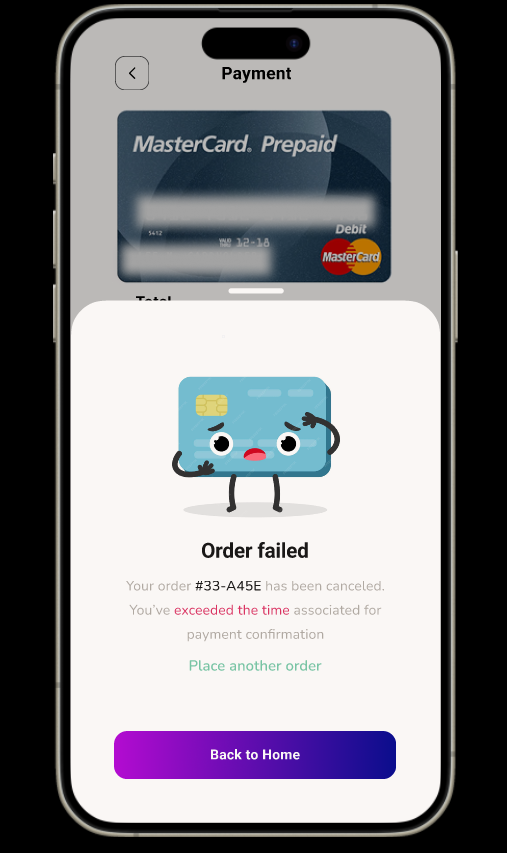 Payment
MasterCard. Prepaid
5412
VALID THRU 12-18
Debit
MasterCard
Total
Order failed
Your order #33-A45E has been canceled.
You've exceeded the time associated for
payment confirmation
Place another order
Back to Home